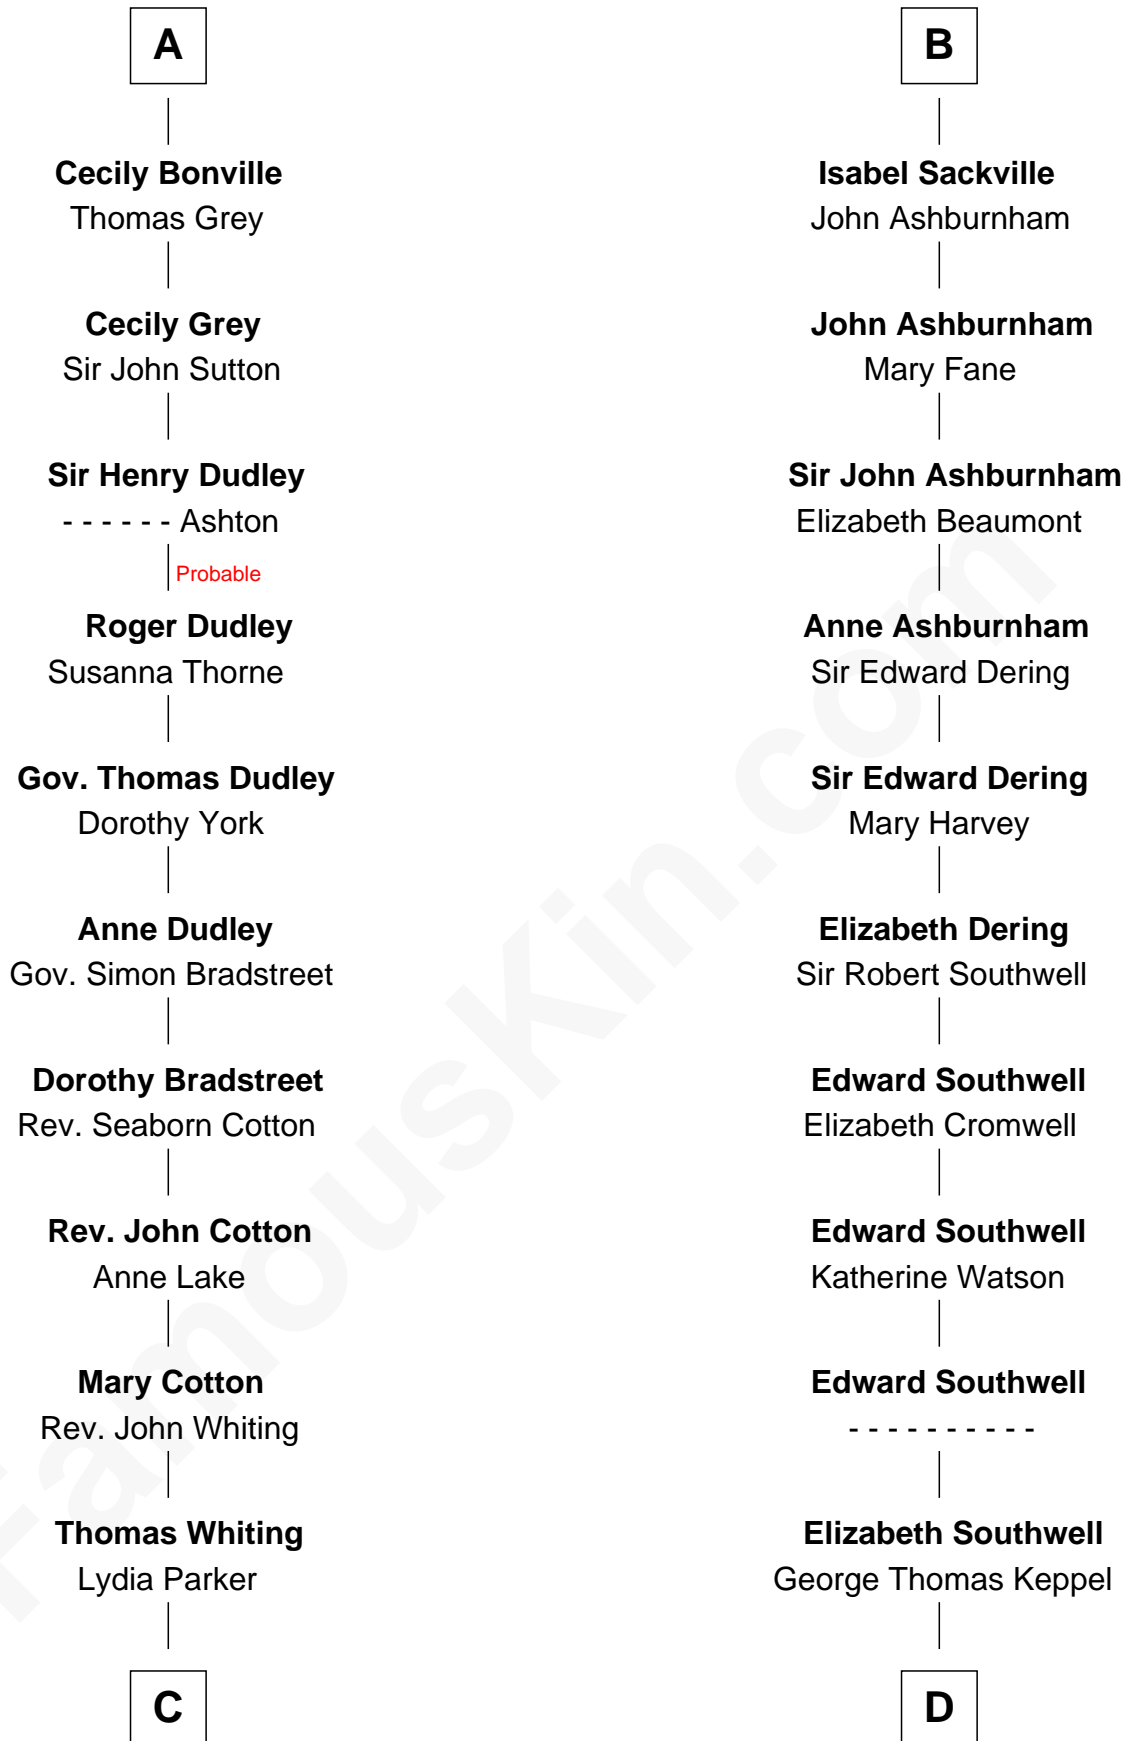 A
Cecily Bonville
Thomas Grey
Cecily Grey
Sir John Sutton
Sir Henry Dudley
- - - - - - Ashton
Probable
Roger Dudley
Susanna Thorne
Gov. Thomas Dudley
Dorothy York
Anne Dudley
Gov. Simon Bradstreet
Dorothy Bradstreet
Rev. Seaborn Cotton
Rev. John Cotton
Anne Lake
Mary Cotton
Rev. John Whiting
Thomas Whiting
Lydia Parker
C
B
Isabel Sackville
John Ashburnham
John Ashburnham
Mary Fane
Sir John Ashburnham
Elizabeth Beaumont
Anne Ashburnham
Sir Edward Dering
Sir Edward Dering
Mary Harvey
Elizabeth Dering
Sir Robert Southwell
Edward Southwell
Elizabeth Cromwell
Edward Southwell
Katherine Watson
Edward Southwell
- - - - - - - - - -
Elizabeth Southwell
George Thomas Keppel
D
FamousKin.com